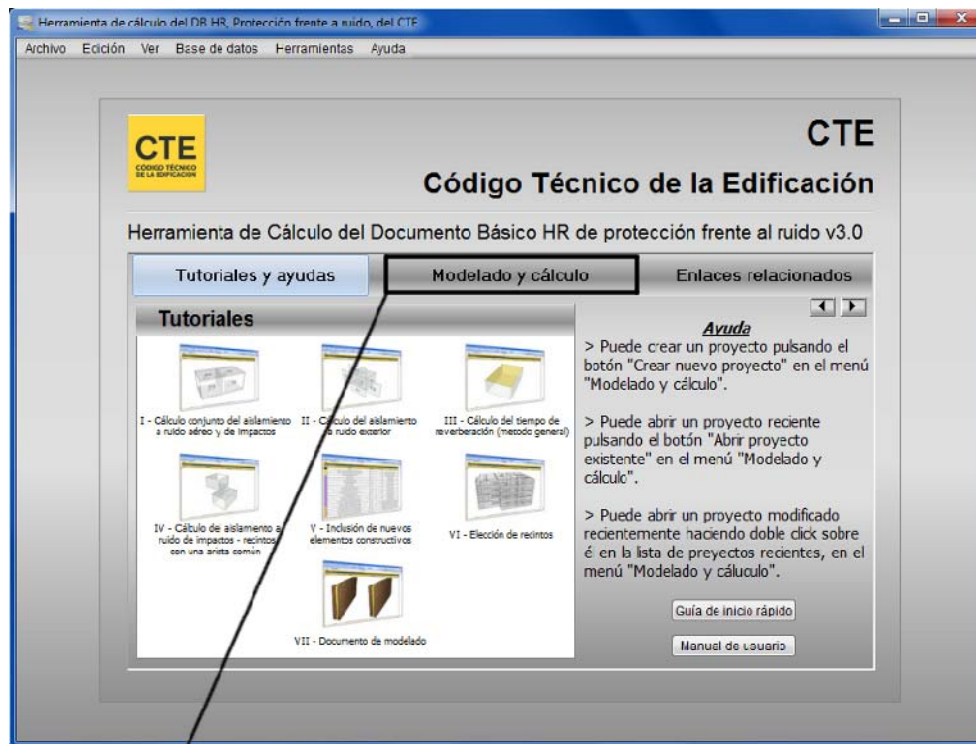 Herramienta de cálculo del DB HR, Protección frente a ruido, del CTE
Archivo Edición Ver Base de datos Herramientas Ayuda
CTE
CÓDIGO TÉCNICO
DE LA EDIFICACIÓN
CTE
Código Técnico de la Edificación
Herramienta de Cálculo del Documento Básico HR de protección frente al ruido v3.0
Tutoriales y ayudas
Modelado y cálculo
Enlaces relacionados
Tutoriales
I - Cálculo conjunto del aislamiento
a ruido aéreo y de impactos
II - Cálculo del aislamiento
a ruido exterior
III - Cálculo del tiempo de
reverberación (metodo general)
IV - Cálculo de aislamiento a
ruido de impactos - recintos
con una arista común
V - Inclusión de nuevos
elementos constructivos
VI - Elección de recintos
VII - Documento de modelado
Ayuda
> Puede crear un proyecto pulsando el
botón "Crear nuevo proyecto" en el menú
"Modelado y cálculo".
> Puede abrir un proyecto reciente
pulsando el botón "Abrir proyecto
existente" en el menú "Modelado y
cálculo".
> Puede abrir un proyecto modificado
recientemente haciendo doble click sobre
él en la lista de proyectos recientes, en el
menú "Modelado y cáluculo".
Guía de inicio rápido
Manual de usuario